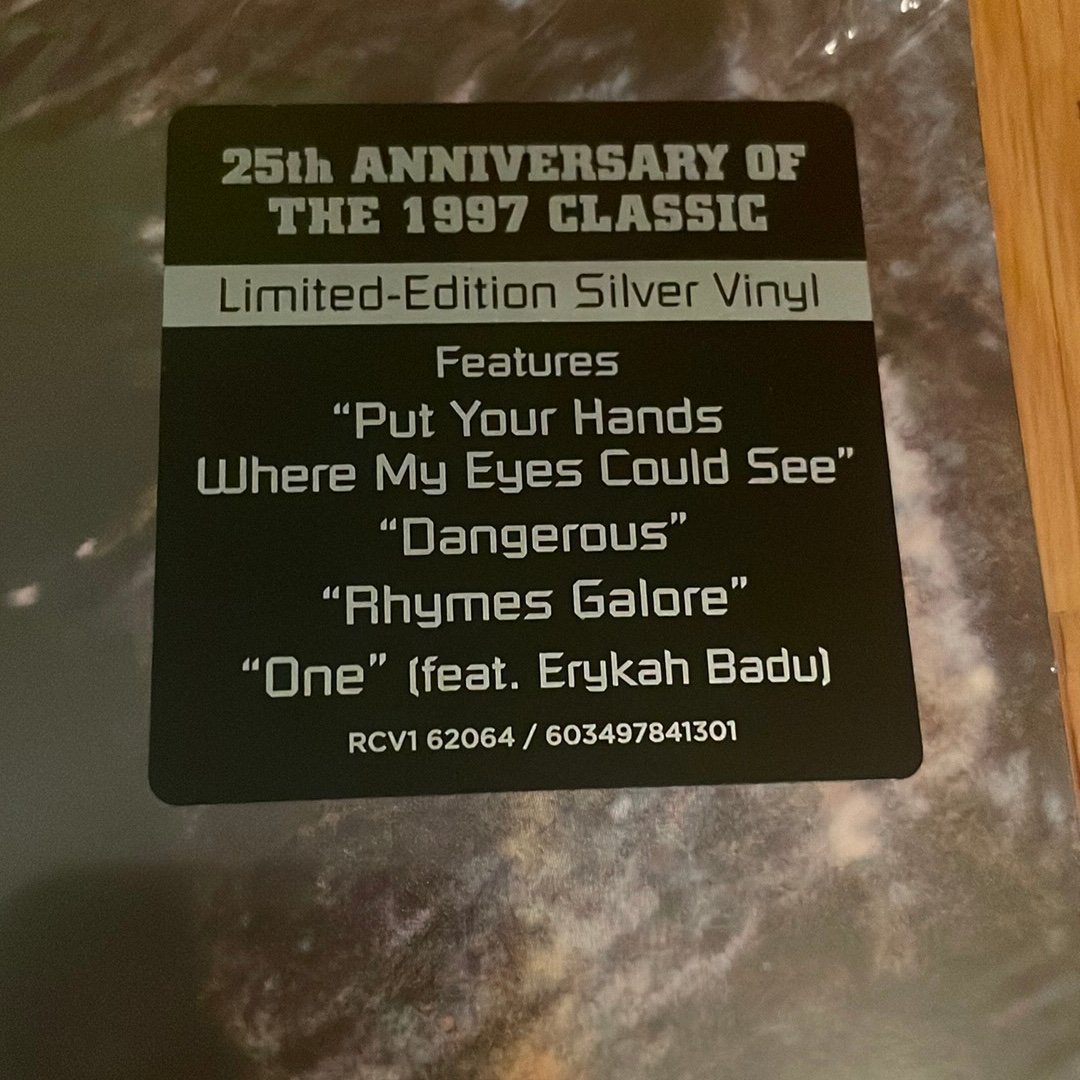 25th ANNIVERSARY OF
THE 1997 CLASSIC
Limited-Edition Silver Vinyl
Features
“Put Your Hands
Where My Eyes Could See”
“Dangerous”
“Rhymes Galore”
“One” (feat. Erykah Badu)
RCV1 62064 / 603497841301